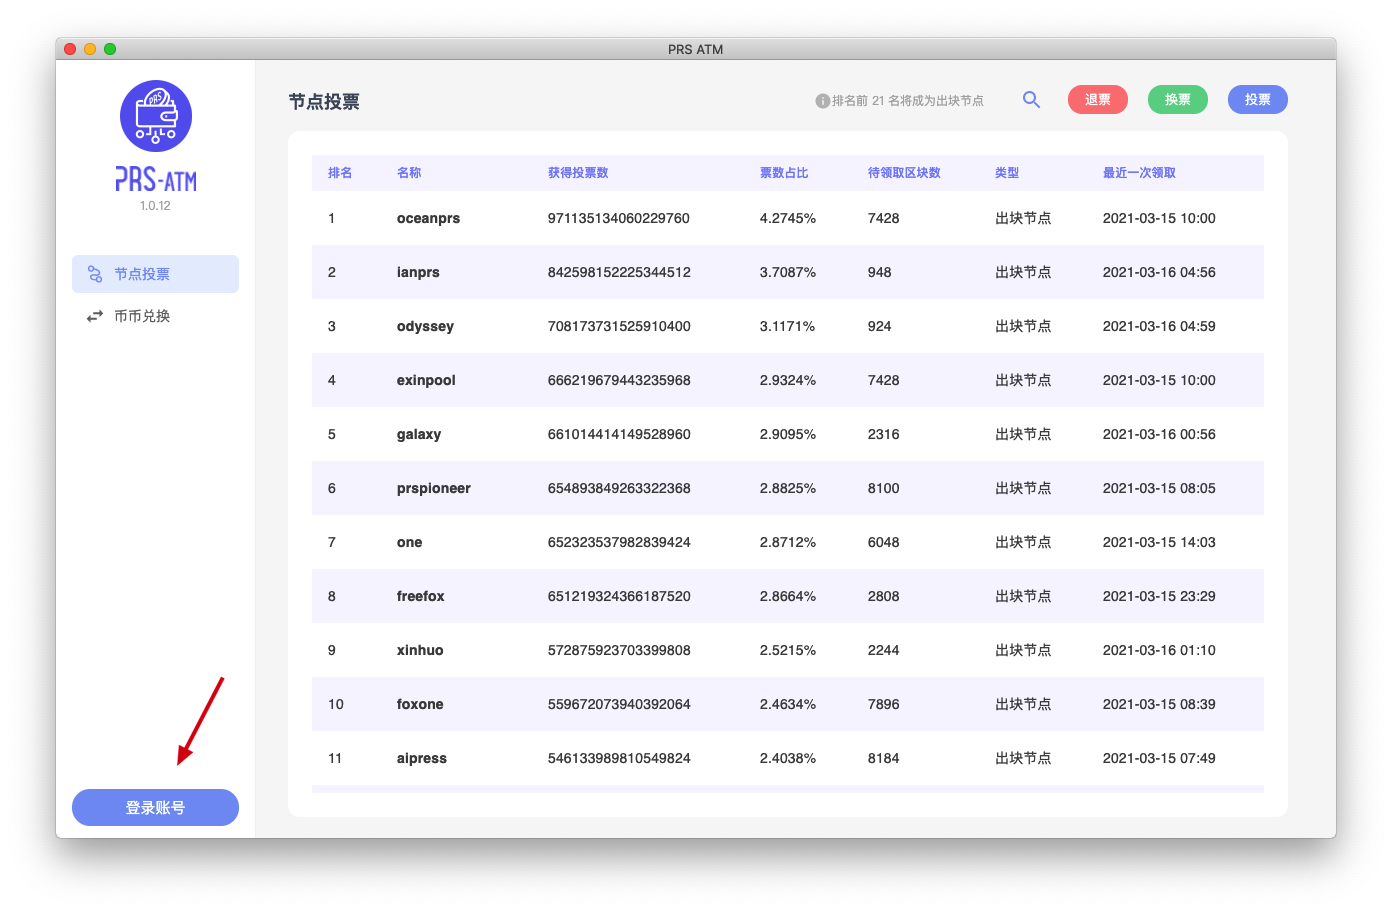 PRS ATM
PRS
PRS-ATM
1.0.12
节点投票
币币兑换
登录账号
节点投票
排名前 21 名将成为出块节点
退票
换票
投票
排名 名称 获得投票数 票数占比 待领取区块数 类型 最近一次领取
1 oceanprs 971135134060229760 4.2745% 7428 出块节点 2021-03-15 10:00
2 ianprs 842598152225344512 3.7087% 948 出块节点 2021-03-16 04:56
3 odyssey 708173731525910400 3.1171% 924 出块节点 2021-03-16 04:59
4 exinpool 666219679443235968 2.9324% 7428 出块节点 2021-03-15 10:00
5 galaxy 661014414149528960 2.9095% 2316 出块节点 2021-03-16 00:56
6 prspioneer 654893849263322368 2.8825% 8100 出块节点 2021-03-15 08:05
7 one 652323537982839424 2.8712% 6048 出块节点 2021-03-15 14:03
8 freefox 651219324366187520 2.8664% 2808 出块节点 2021-03-15 23:29
9 xinhuo 572875923703399808 2.5215% 2244 出块节点 2021-03-16 01:10
10 foxone 559672073940392064 2.4634% 7896 出块节点 2021-03-15 08:39
11 aipress 546133989810549824 2.4038% 8184 出块节点 2021-03-15 07:49